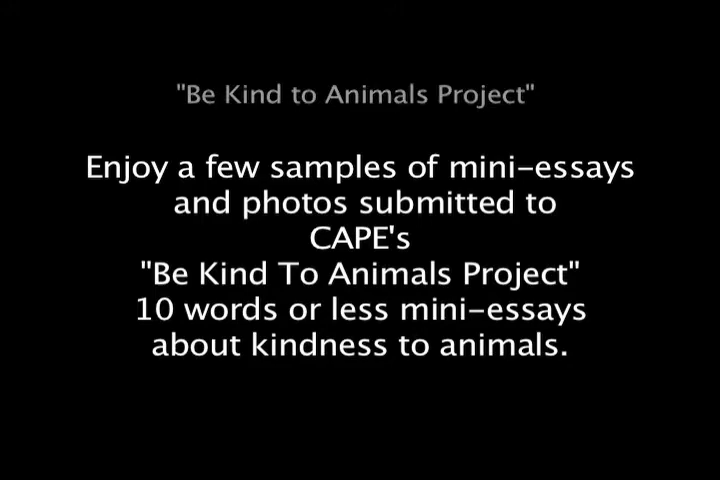 "Be Kind to Animals Project"
Enjoy a few samples of mini-essays
and photos submitted to
CAPE's
"Be Kind To Animals Project"
10 words or less mini-essays
about kindness to animals.